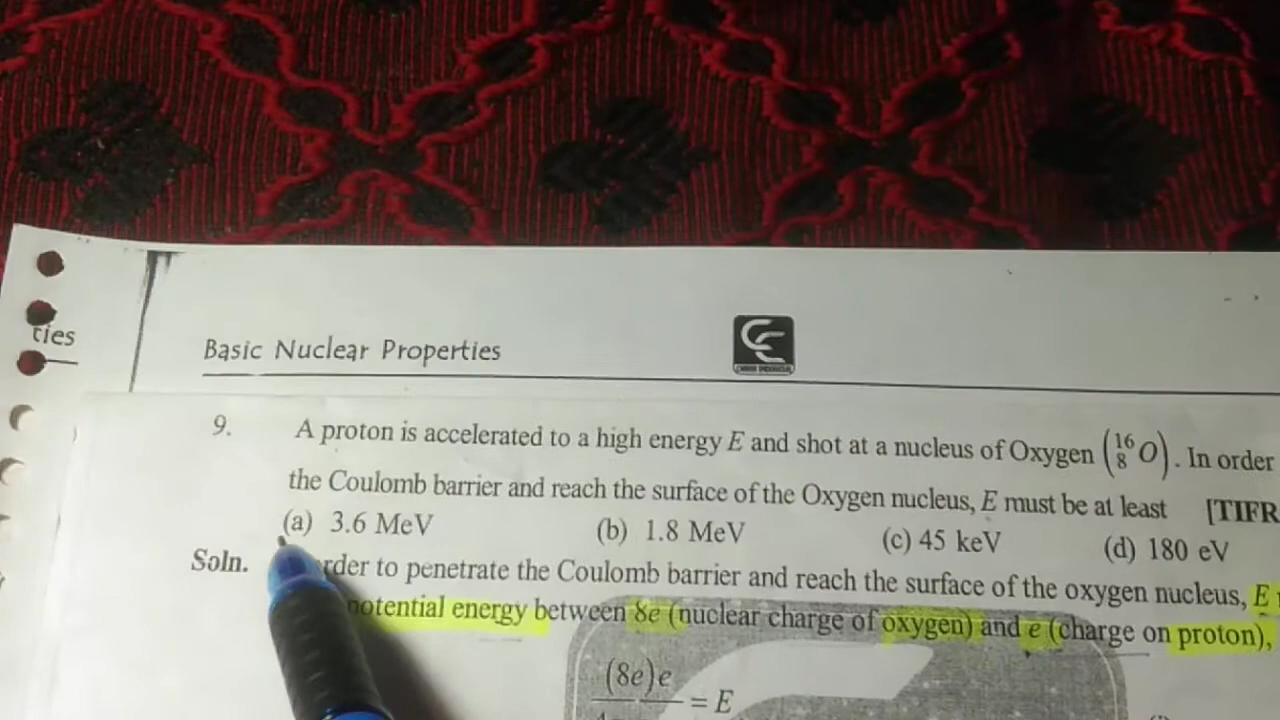 ties
Basic Nuclear Properties
9. A proton is accelerated to a high energy E and shot at a nucleus of Oxygen (¹⁶₈O). In order
the Coulomb barrier and reach the surface of the Oxygen nucleus, E must be at least [TIFR
(a) 3.6 MeV (b) 1.8 MeV (c) 45 keV (d) 180 eV
Soln. rder to penetrate the Coulomb barrier and reach the surface of the oxygen nucleus, E
potential energy between 8e (nuclear charge of oxygen) and e (charge on proton),
(8e)e
= E